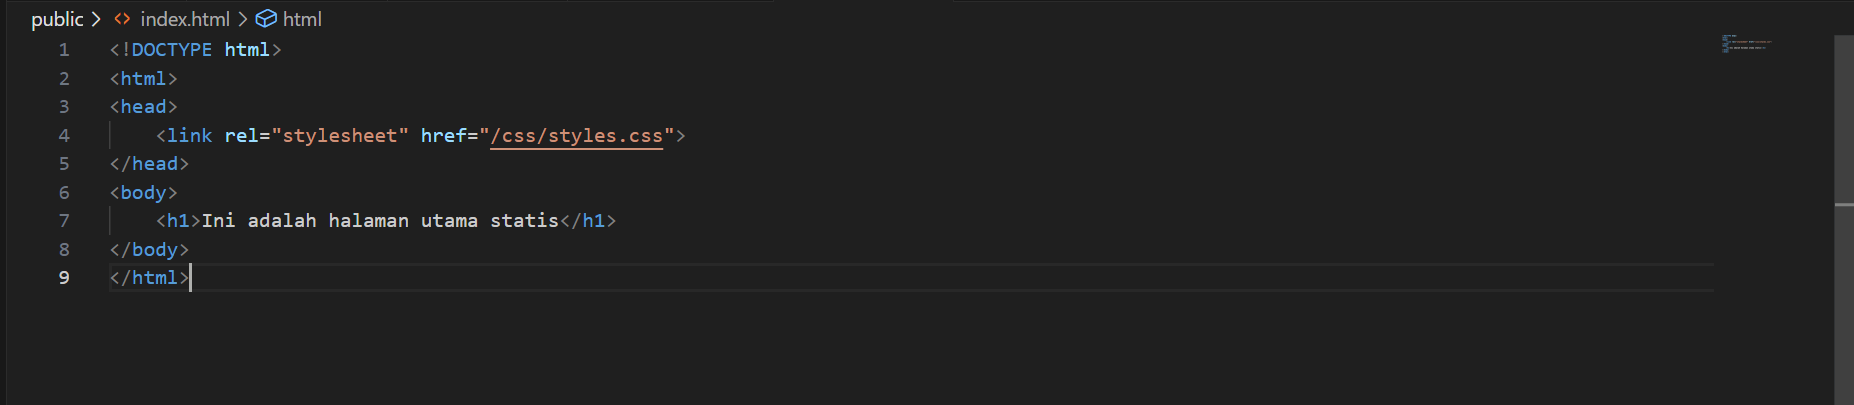 public > index.html > html
1 <!DOCTYPE html>
2 <html>
3 <head>
4     <link rel="stylesheet" href="/css/styles.css">
5 </head>
6 <body>
7     <h1>Ini adalah halaman utama statis</h1>
8 </body>
9 </html>